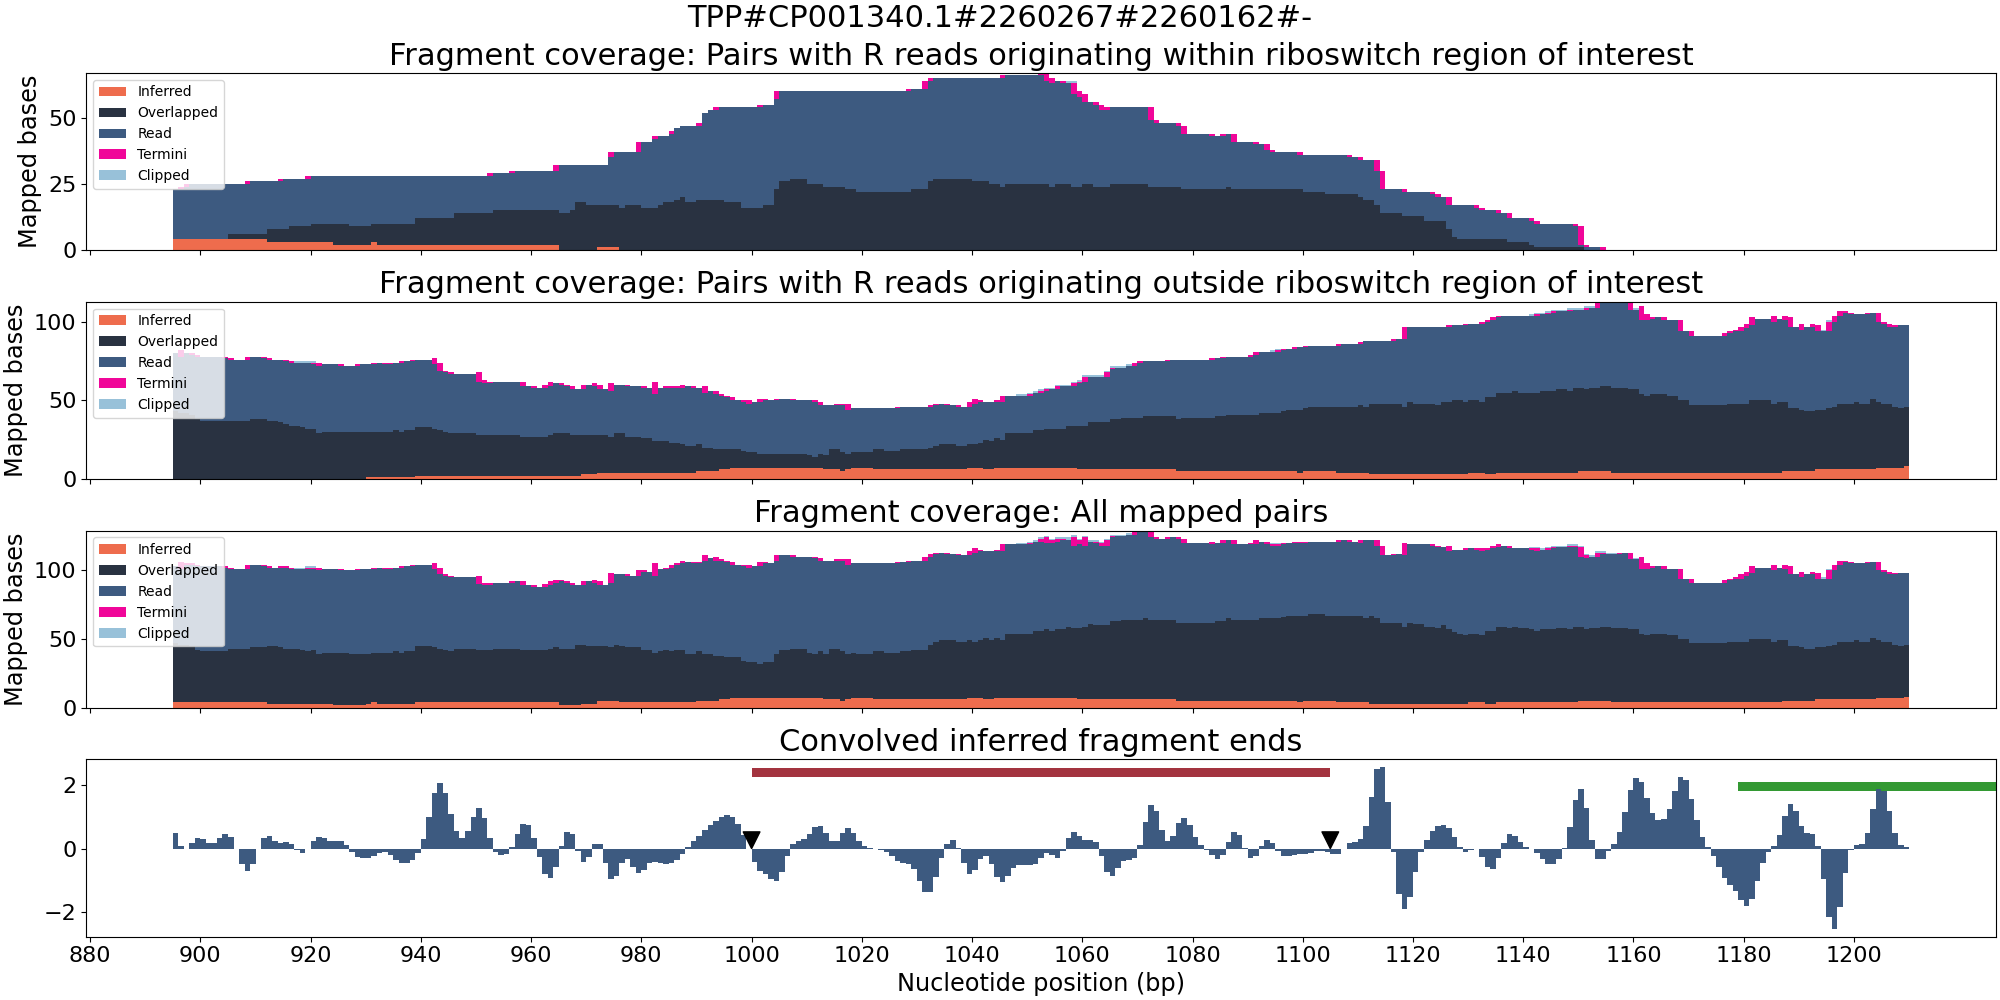 TPP#CP001340.1#2260267#2260162#-
Fragment coverage: Pairs with R reads originating within riboswitch region of interest
Mapped bases
50
25
0
Inferred
Overlapped
Read
Termini
Clipped
Fragment coverage: Pairs with R reads originating outside riboswitch region of interest
Mapped bases
100
50
0
Inferred
Overlapped
Read
Termini
Clipped
Fragment coverage: All mapped pairs
Mapped bases
100
50
0
Inferred
Overlapped
Read
Termini
Clipped
Convolved inferred fragment ends
2
0
−2
880 900 920 940 960 980 1000 1020 1040 1060 1080 1100 1120 1140 1160 1180 1200
Nucleotide position (bp)